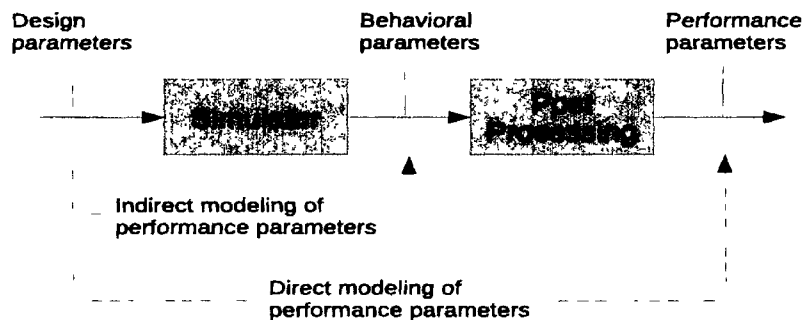 Design
parameters
Behavioral
parameters
Performance
parameters
Simulator
Post
Processing
Indirect modeling of
performance parameters
Direct modeling of
performance parameters